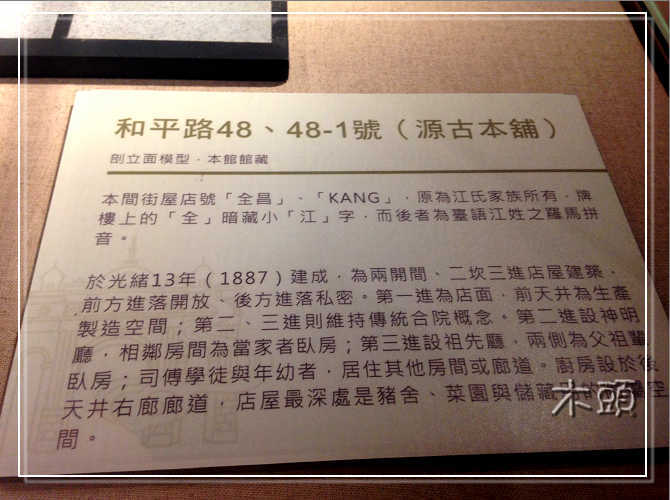 和平路48、48-1號（源古本舖）
剖立面模型．本館館藏
本間街屋店號「全昌」、「KANG」，原為江氏家族所有，牌
樓上的「全」暗藏小「江」字，而後者為臺語江姓之羅馬拼
音。
於光緒13年（1887）建成，為兩開間、二坎三進店屋建築，
前方進落開放、後方進落私密。第一進為店面，前天井為生產
製造空間；第二、三進則維持傳統合院概念。第二進設神明
廳，相鄰房間為當家者臥房；第三進設祖先廳，兩側為父祖輩
臥房；司傅學徒與年幼者，居住其他房間或廊道。廚房設於後
天井右廊廊道，店屋最深處是豬舍、菜園與儲藏空
間。
木頭